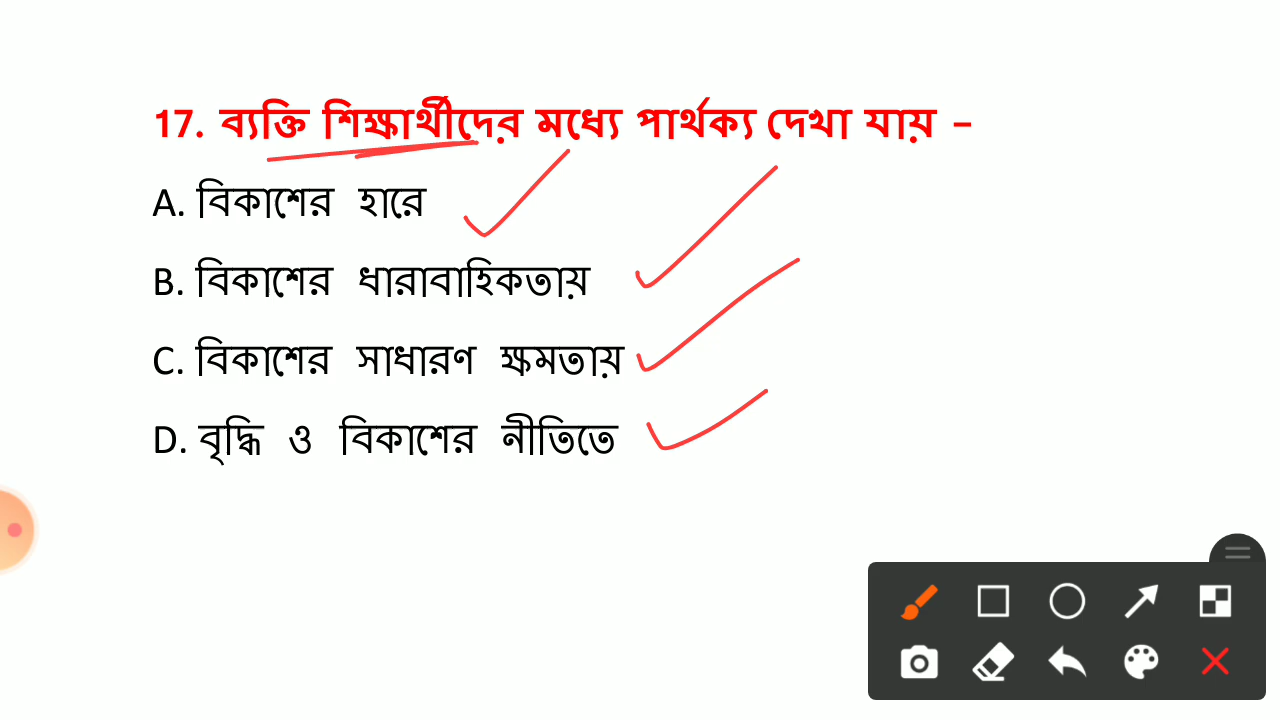 17. ব্যক্তি শিক্ষার্থীদের মধ্যে পার্থক্য দেখা যায় –
A. বিকাশের হারে
B. বিকাশের ধারাবাহিকতায়
C. বিকাশের সাধারণ ক্ষমতায়
D. বৃদ্ধি ও বিকাশের নীতিতে